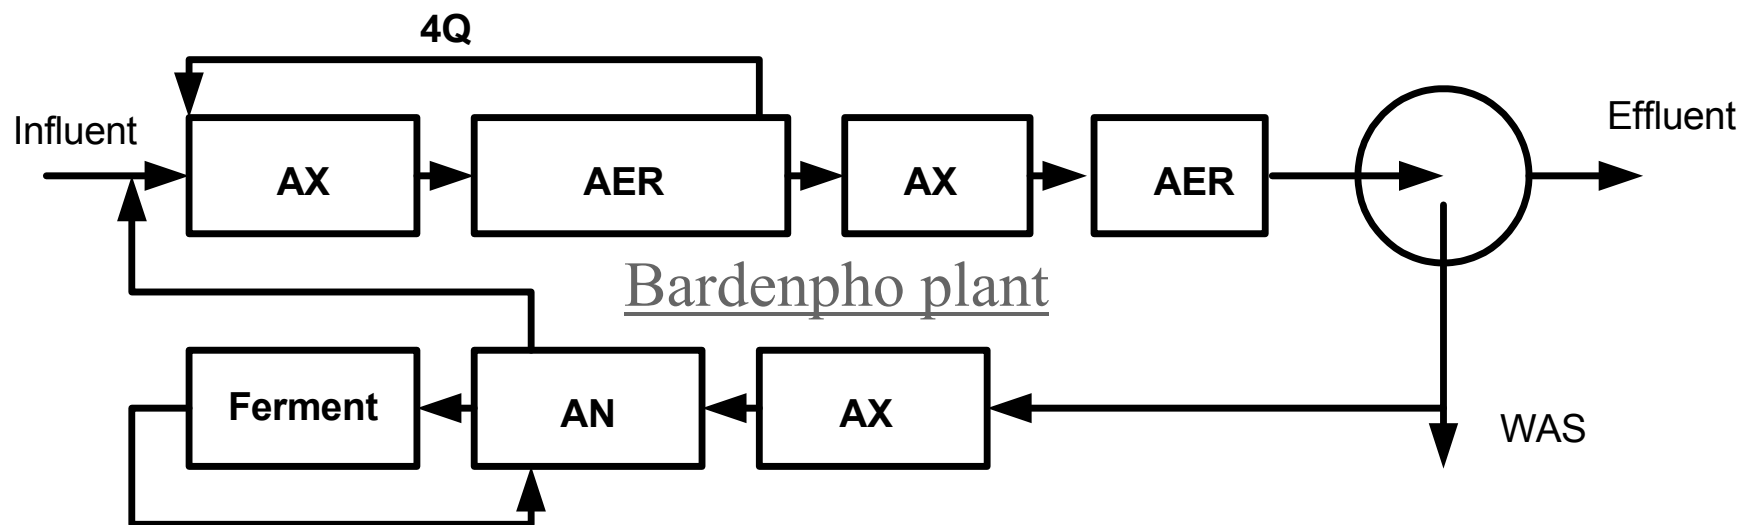 4Q
Influent
Effluent
AX
AER
AX
AER
Bardenpho plant
Ferment
AN
AX
WAS